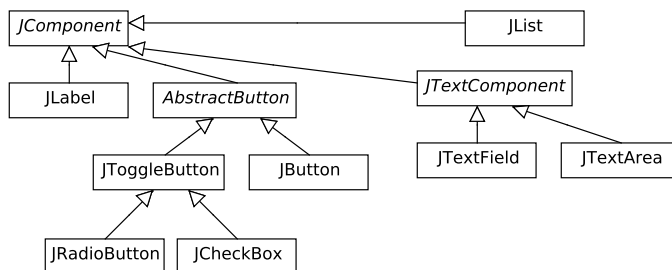 JComponent
JList
JLabel
AbstractButton
JTextComponent
JToggleButton
JButton
JTextField
JTextArea
JRadioButton
JCheckBox